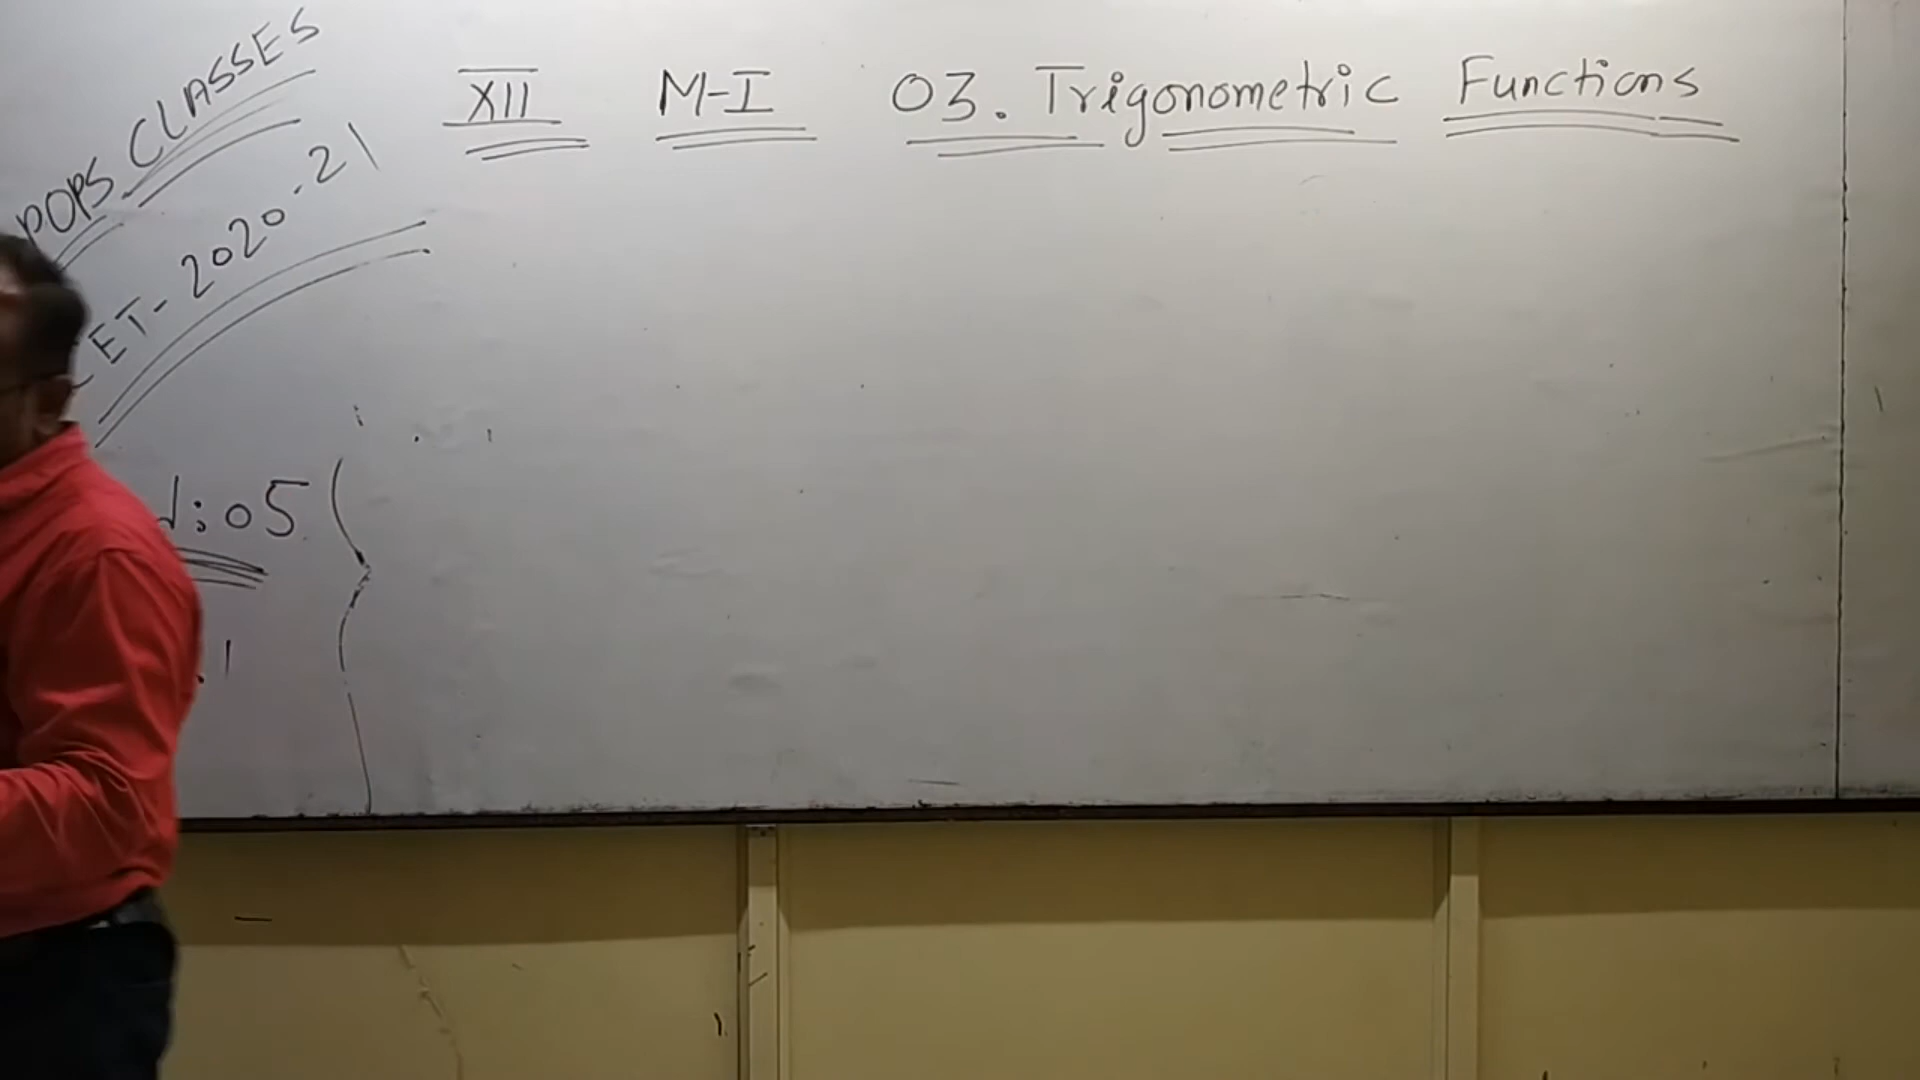 POPS CLASSES
CET-2020-21
XII M-I 03. Trigonometric Functions
:05
.1